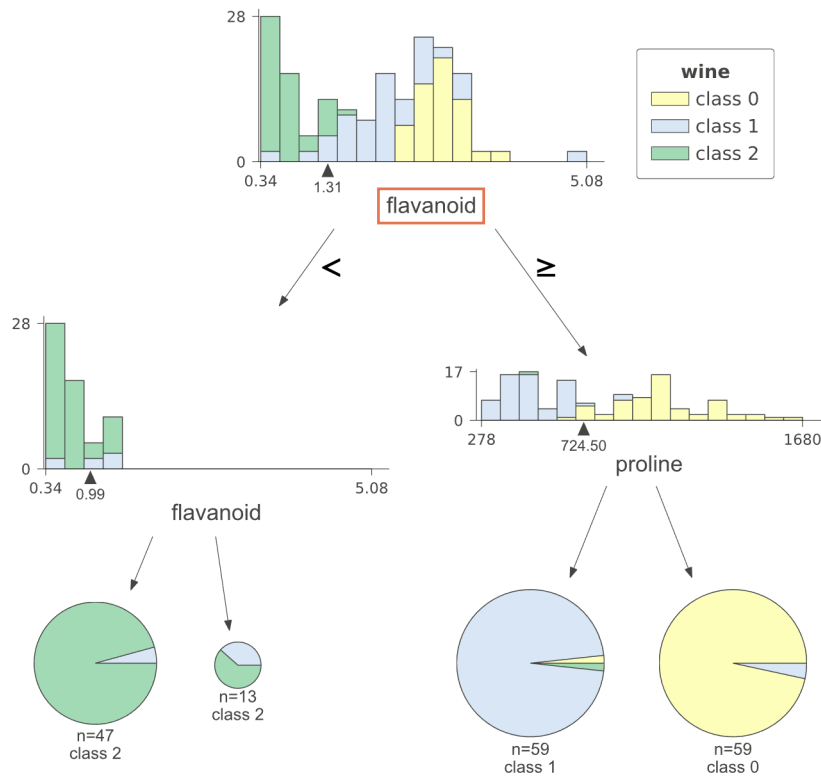 28
0
0.34
1.31
5.08
flavanoid
wine
class 0
class 1
class 2
<
≥
28
0
0.34
0.99
5.08
flavanoid
17
0
278
724.50
1680
proline
n=47
class 2
n=13
class 2
n=59
class 1
n=59
class 0